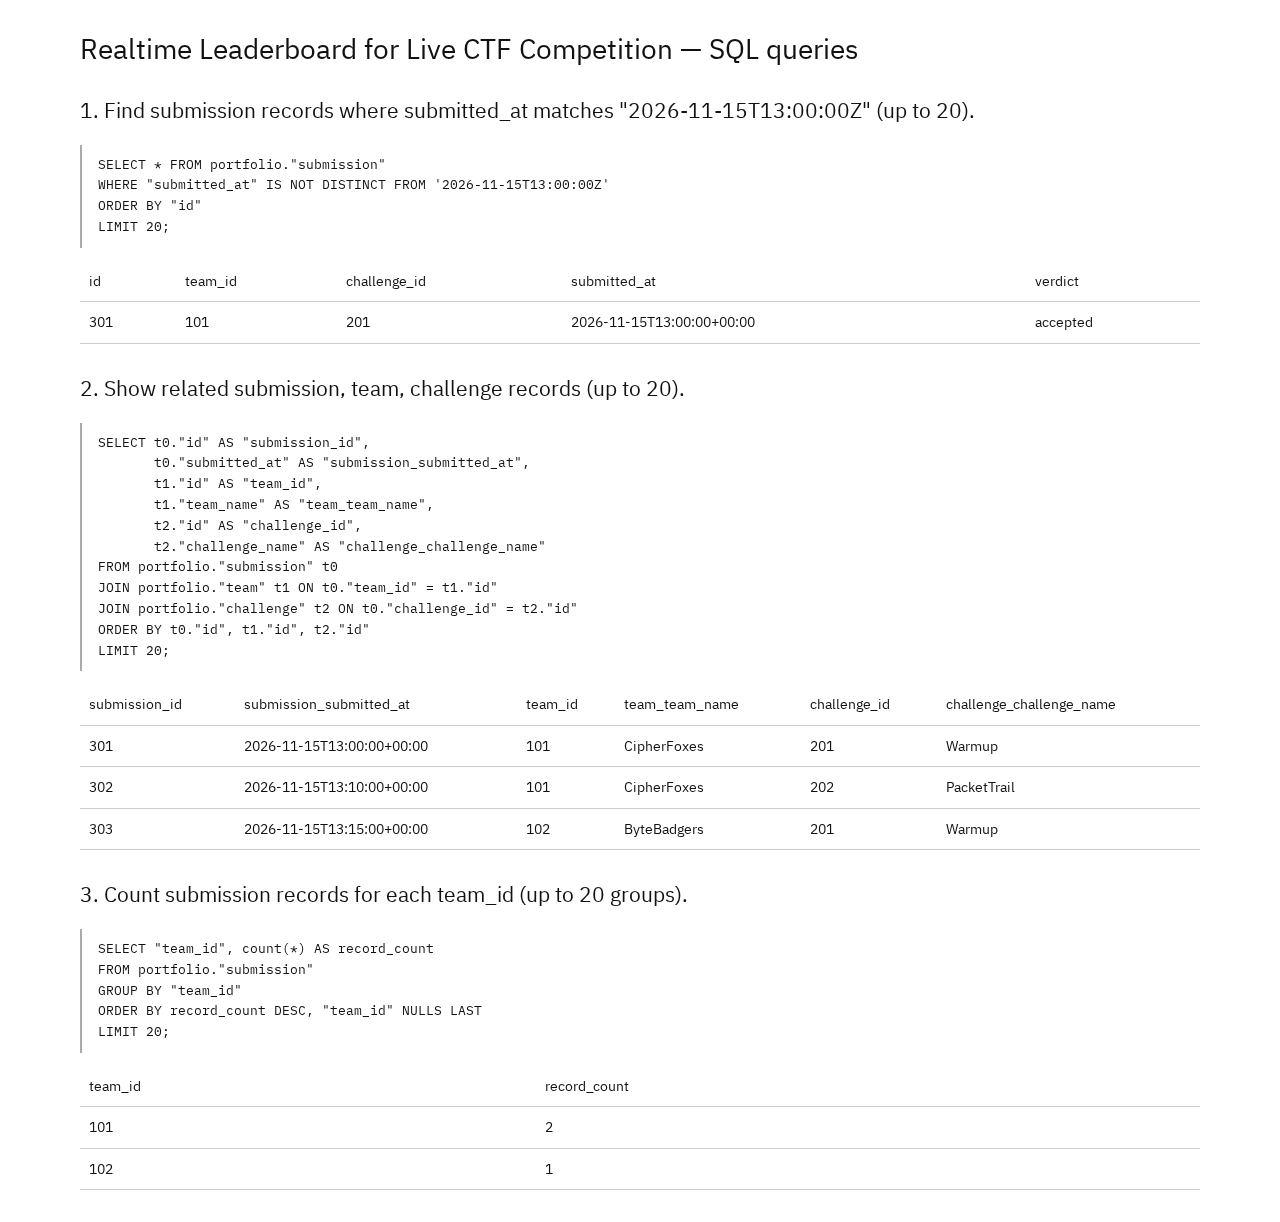 Realtime Leaderboard for Live CTF Competition — SQL queries
1. Find submission records where submitted_at matches "2026-11-15T13:00:00Z" (up to 20).
SELECT * FROM portfolio."submission"
WHERE "submitted_at" IS NOT DISTINCT FROM '2026-11-15T13:00:00Z'
ORDER BY "id"
LIMIT 20;
id team_id challenge_id submitted_at verdict
301 101 201 2026-11-15T13:00:00+00:00 accepted
2. Show related submission, team, challenge records (up to 20).
SELECT t0."id" AS "submission_id",
       t0."submitted_at" AS "submission_submitted_at",
       t1."id" AS "team_id",
       t1."team_name" AS "team_team_name",
       t2."id" AS "challenge_id",
       t2."challenge_name" AS "challenge_challenge_name"
FROM portfolio."submission" t0
JOIN portfolio."team" t1 ON t0."team_id" = t1."id"
JOIN portfolio."challenge" t2 ON t0."challenge_id" = t2."id"
ORDER BY t0."id", t1."id", t2."id"
LIMIT 20;
submission_id submission_submitted_at team_id team_team_name challenge_id challenge_challenge_name
301 2026-11-15T13:00:00+00:00 101 CipherFoxes 201 Warmup
302 2026-11-15T13:10:00+00:00 101 CipherFoxes 202 PacketTrail
303 2026-11-15T13:15:00+00:00 102 ByteBadgers 201 Warmup
3. Count submission records for each team_id (up to 20 groups).
SELECT "team_id", count(*) AS record_count
FROM portfolio."submission"
GROUP BY "team_id"
ORDER BY record_count DESC, "team_id" NULLS LAST
LIMIT 20;
team_id record_count
101 2
102 1